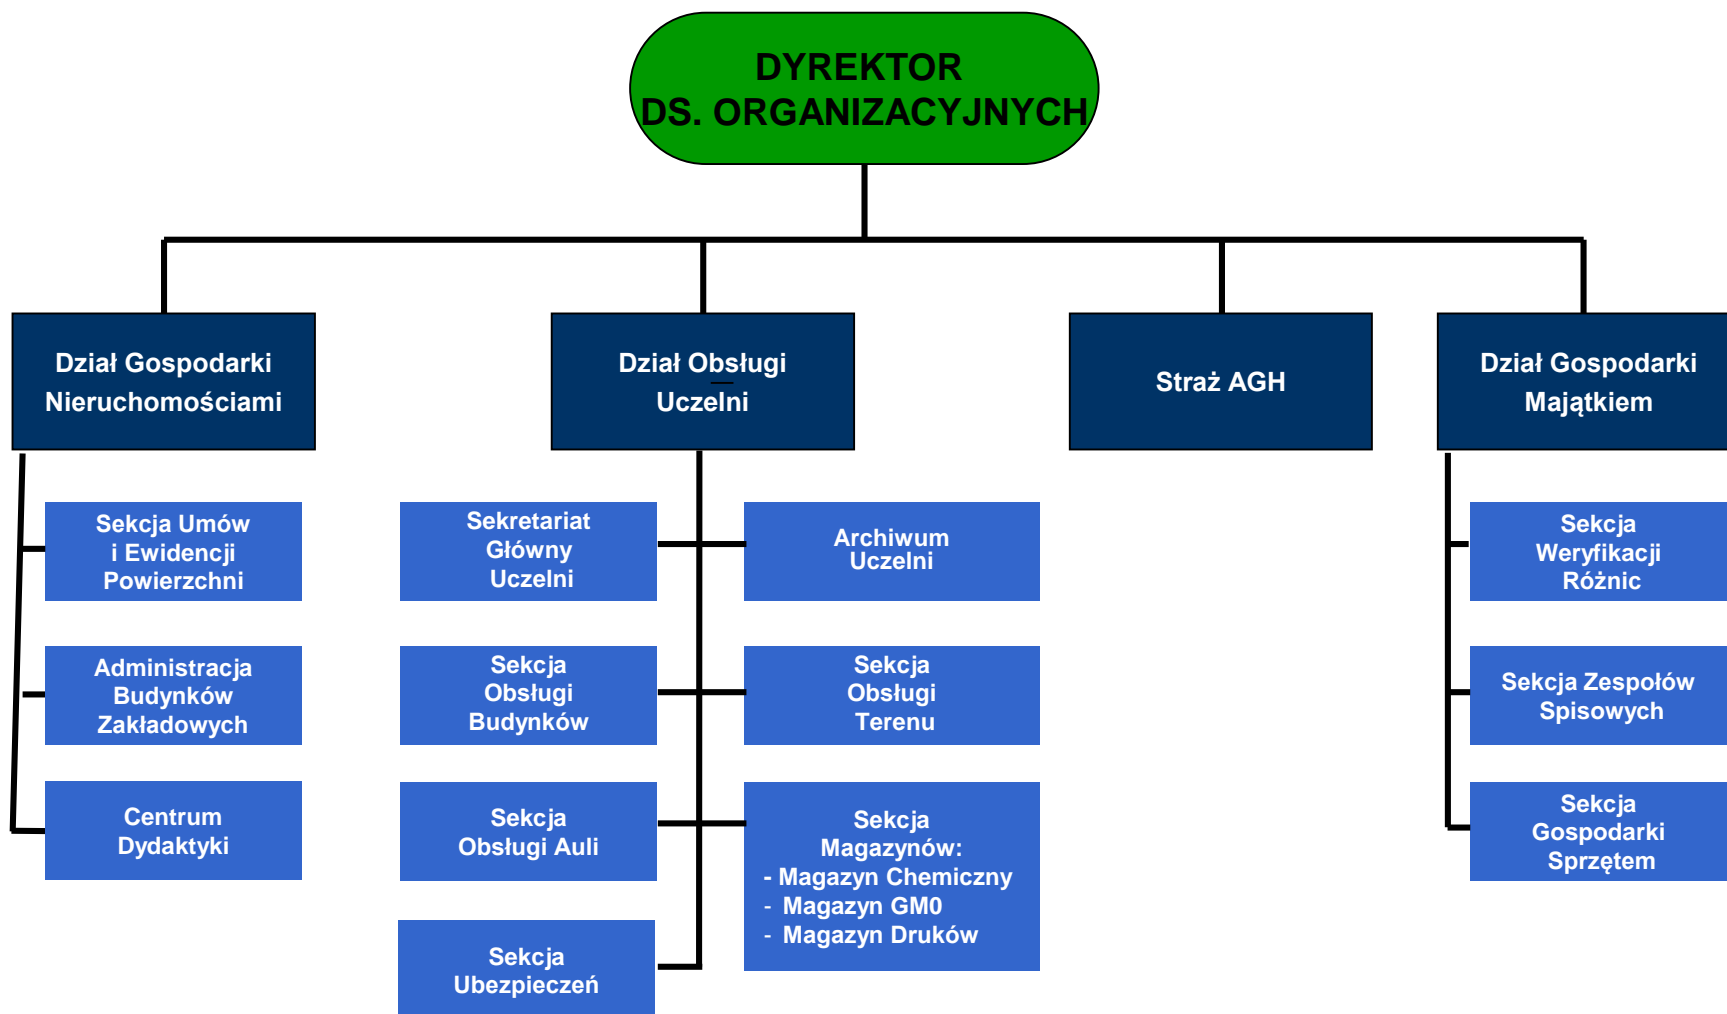 DYREKTOR
DS. ORGANIZACYJNYCH
Dział Gospodarki
Nieruchomościami
Dział Obsługi
Uczelni
Straż AGH
Dział Gospodarki
Majątkiem
Sekcja Umów
i Ewidencji
Powierzchni
Administracja
Budynków
Zakładowych
Centrum
Dydaktyki
Sekretariat
Główny
Uczelni
Archiwum
Uczelni
Sekcja
Obsługi
Budynków
Sekcja
Obsługi
Terenu
Sekcja
Obsługi Auli
Sekcja
Magazynów:
- Magazyn Chemiczny
- Magazyn GM0
- Magazyn Druków
Sekcja
Ubezpieczeń
Sekcja
Weryfikacji
Różnic
Sekcja Zespołów
Spisowych
Sekcja
Gospodarki
Sprzętem